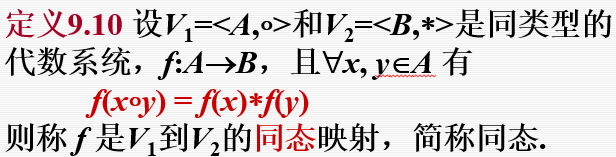 定义9.10 设V₁=<A,∘>和V₂=<B,*>是同类型的
代数系统，f:A→B，且∀x, y∈A 有
f(x∘y) = f(x)*f(y)
则称 f 是V₁到V₂的同态映射，简称同态.